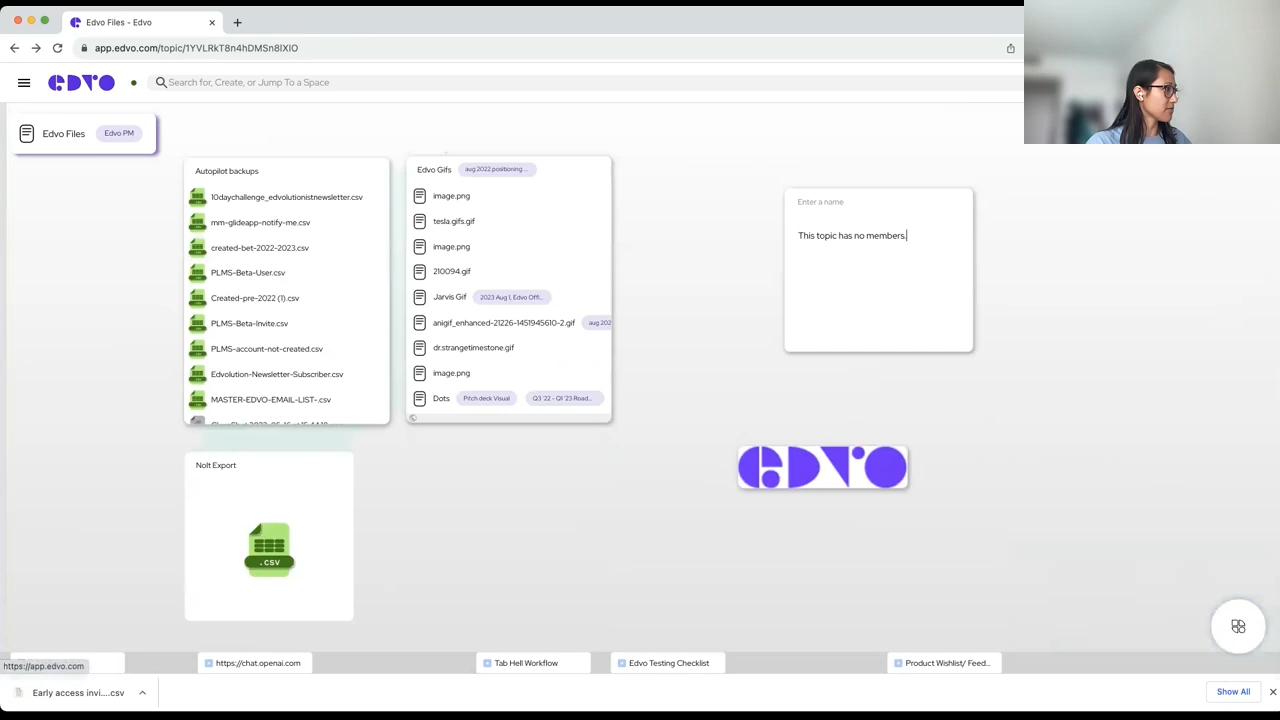 Edvo Files - Edvo
app.edvo.com/topic/1YVLRkT8n4hDMSn8lXlO
EDVO
Search for, Create, or Jump To a Space
Edvo Files
Edvo PM
Autopilot backups
10daychallenge_edvolutionistnewsletter.csv
mm-glideapp-notify-me.csv
created-bet-2022-2023.csv
PLMS-Beta-User.csv
Created-pre-2022 (1).csv
PLMS-Beta-Invite.csv
PLMS-account-not-created.csv
Edvolution-Newsletter-Subscriber.csv
MASTER-EDVO-EMAIL-LIST-.csv
Edvo Gifs
aug 2022 positioning ...
image.png
tesla.gifs.gif
image.png
210094.gif
Jarvis Gif
2023 Aug 1, Edvo Offi...
anigif_enhanced-21226-1451945610-2.gif
aug 202
dr.strangetimestone.gif
image.png
Dots
Pitch deck Visual
Q3 '22 - Q1 '23 Road...
Enter a name
This topic has no members.
EDVO
NoIt Export
.CSV
https://app.edvo.com
https://chat.openai.com
Tab Hell Workflow
Edvo Testing Checklist
Product Wishlist/ Feed...
Early access invi....csv
Show All